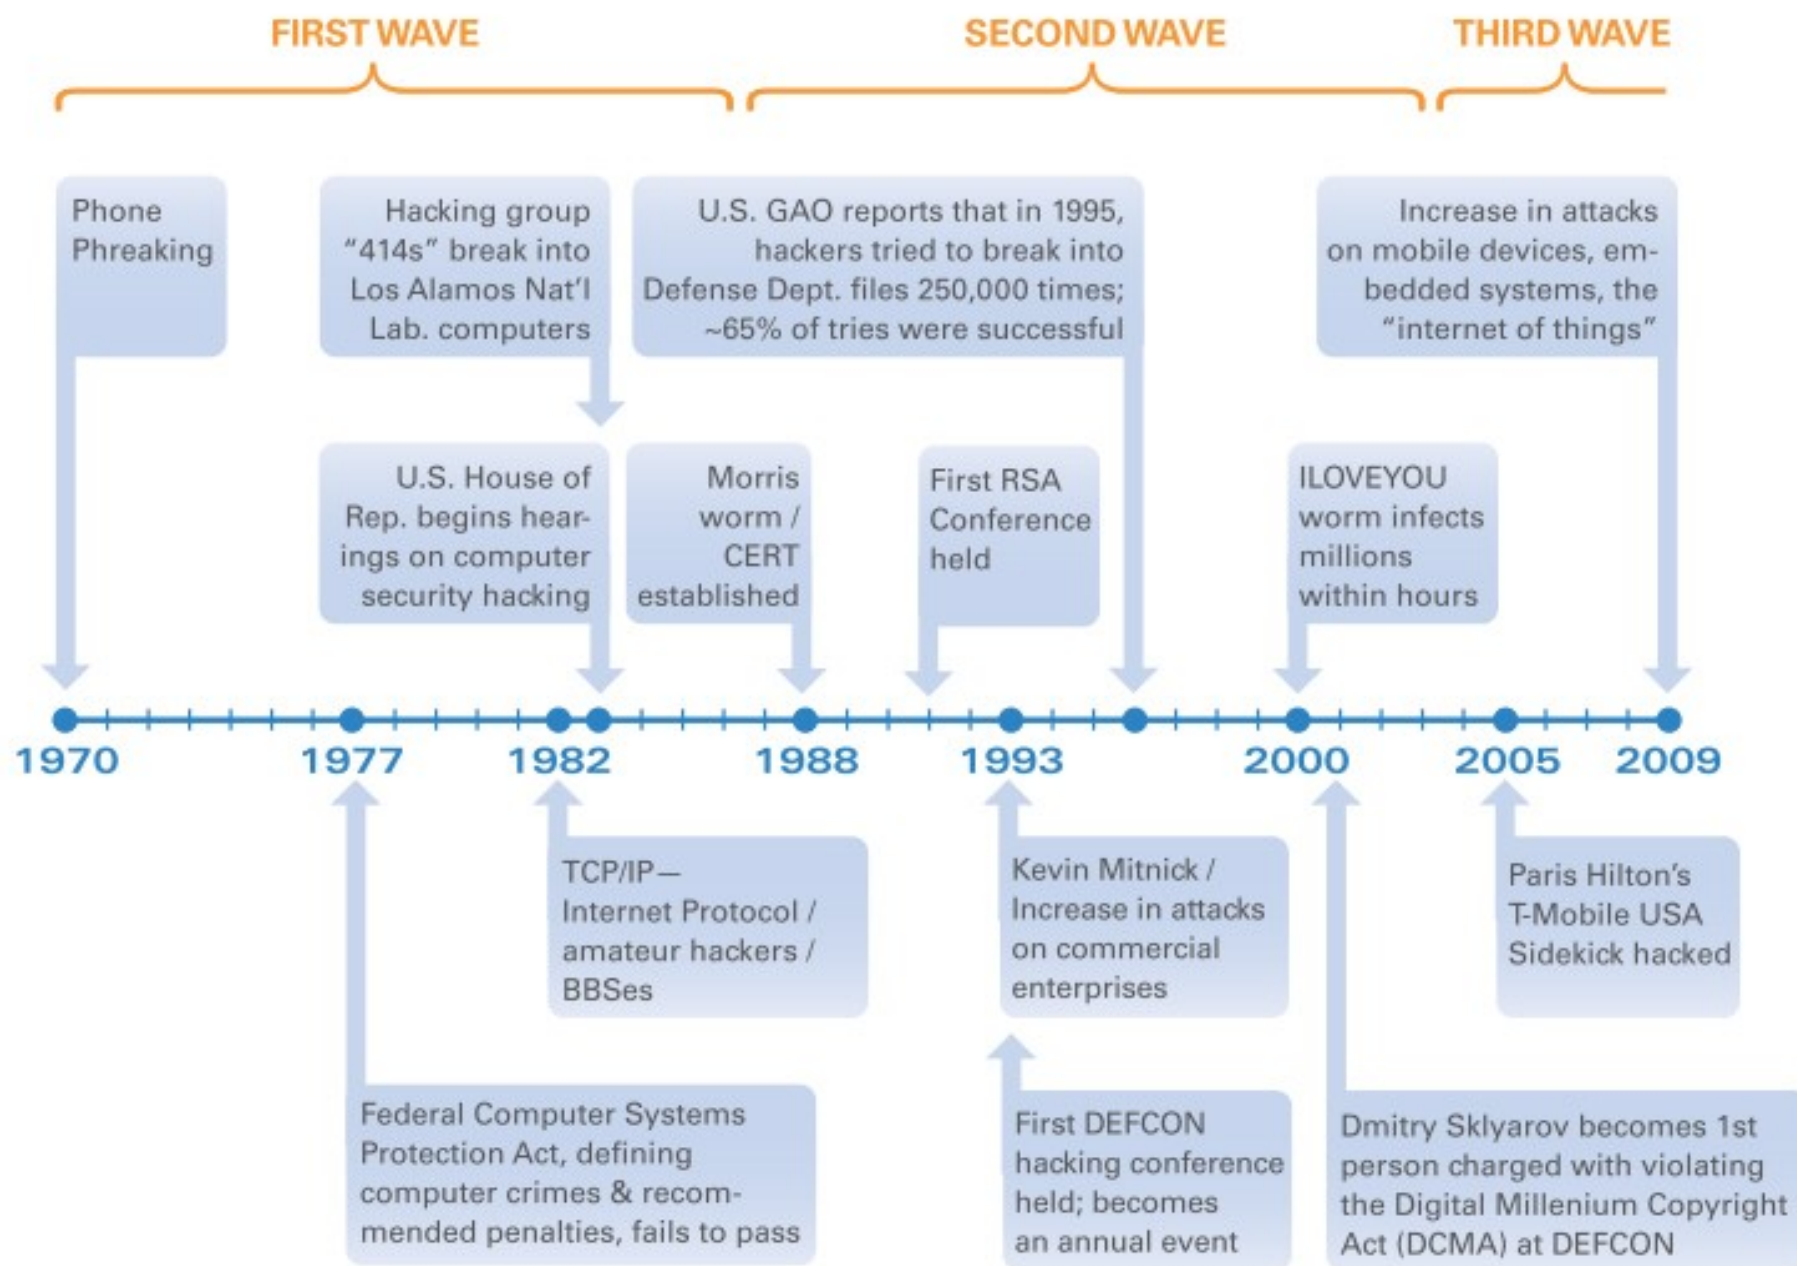 FIRST WAVE
SECOND WAVE
THIRD WAVE
Phone
Phreaking
Hacking group
“414s” break into
Los Alamos Nat’l
Lab. computers
U.S. GAO reports that in 1995,
hackers tried to break into
Defense Dept. files 250,000 times;
~65% of tries were successful
Increase in attacks
on mobile devices, em-
bedded systems, the
“internet of things”
U.S. House of
Rep. begins hear-
ings on computer
security hacking
Morris
worm /
CERT
established
First RSA
Conference
held
ILOVEYOU
worm infects
millions
within hours
1970
1977
1982
1988
1993
2000
2005
2009
TCP/IP—
Internet Protocol /
amateur hackers /
BBSes
Kevin Mitnick /
Increase in attacks
on commercial
enterprises
Paris Hilton’s
T-Mobile USA
Sidekick hacked
Federal Computer Systems
Protection Act, defining
computer crimes & recom-
mended penalties, fails to pass
First DEFCON
hacking conference
held; becomes
an annual event
Dmitry Sklyarov becomes 1st
person charged with violating
the Digital Millenium Copyright
Act (DCMA) at DEFCON